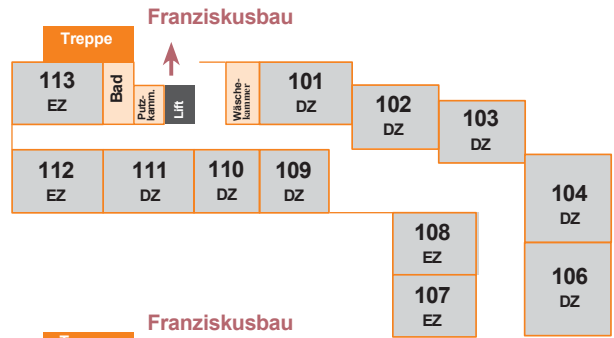 Franziskusbau
Treppe
113
EZ
Bad
Putz-
kamm.
Lift
Wäsche-
kammer
101
DZ
102
DZ
103
DZ
112
EZ
111
DZ
110
DZ
109
DZ
104
DZ
108
EZ
107
EZ
106
DZ
Franziskusbau